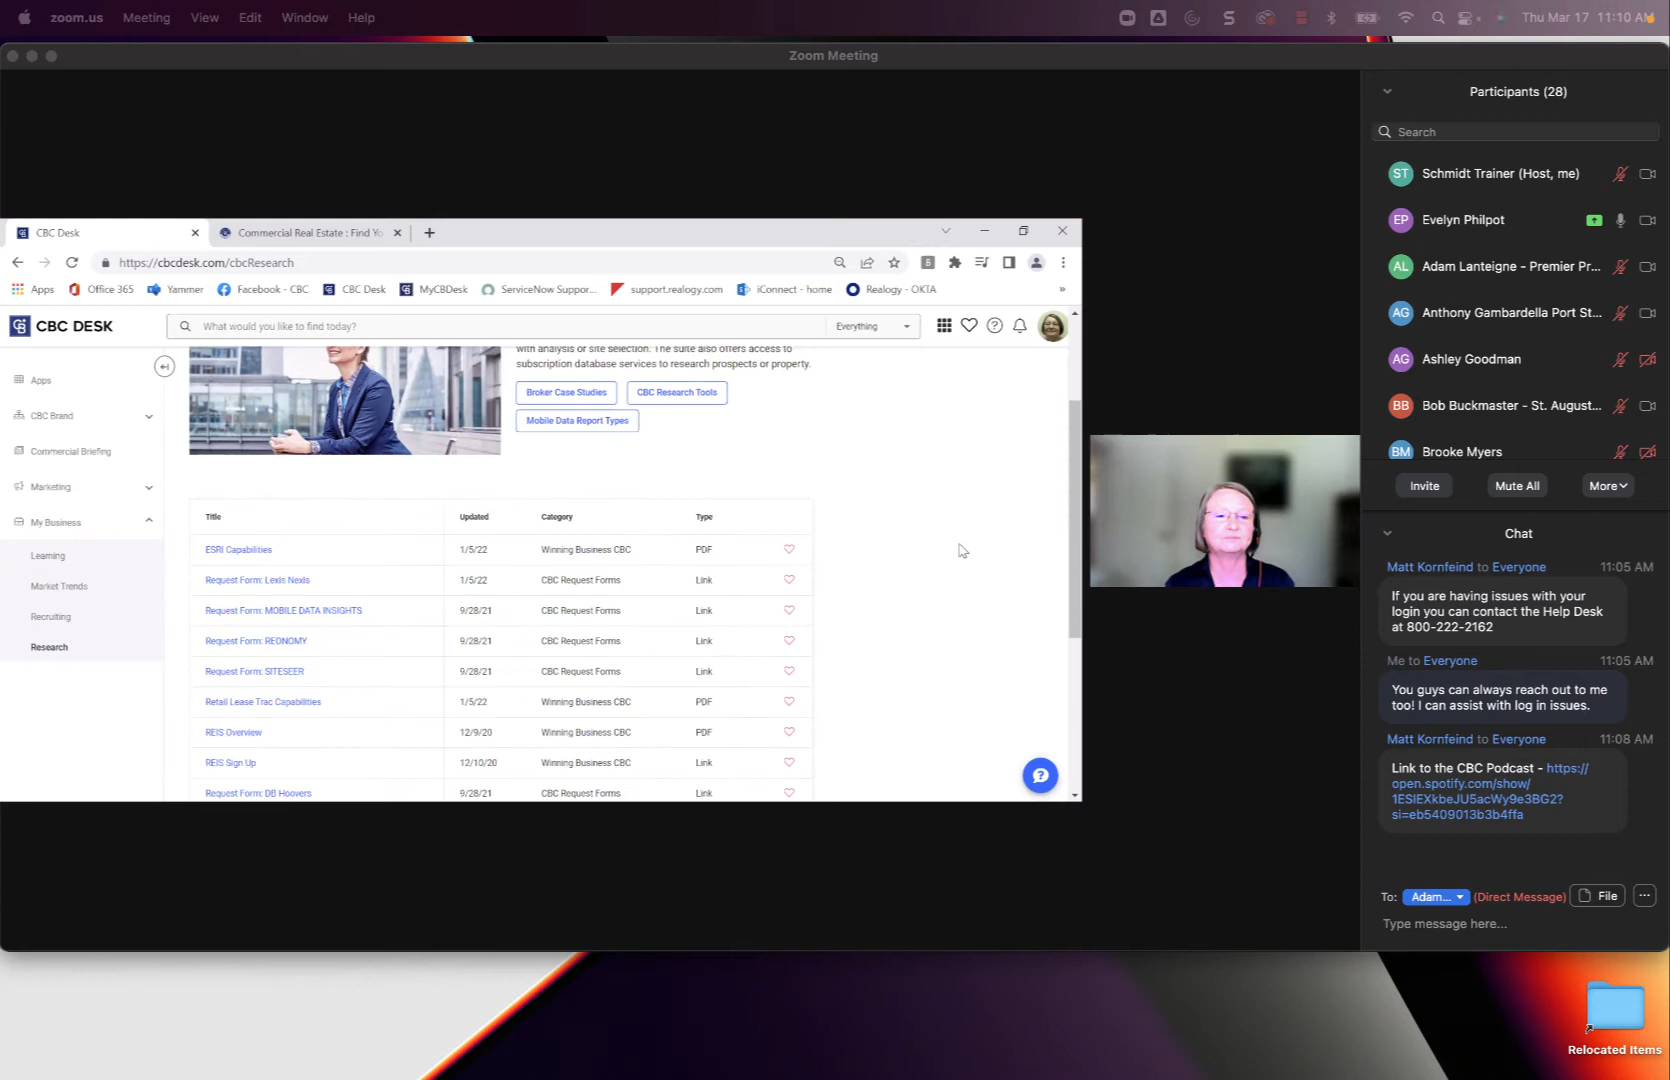 zoom.us Meeting View Edit Window Help
Thu Mar 17 11:10 AM
Zoom Meeting
CBC Desk
Commercial Real Estate : Find Yo
https://cbcdesk.com/cbcResearch
Apps Office 365 Yammer Facebook - CBC CBC Desk MyCBDesk ServiceNow Suppor... support.realogy.com iConnect - home Realogy - OKTA »
CBC DESK
What would you like to find today?
Everything
Apps
CBC Brand
Commercial Briefing
Marketing
My Business
Learning
Market Trends
Recruiting
Research
with analysis or site selection. The suite also offers access to
subscription database services to research prospects or property.
Broker Case Studies CBC Research Tools
Mobile Data Report Types
Title Updated Category Type
ESRI Capabilities 1/5/22 Winning Business CBC PDF
Request Form: Lexis Nexis 1/5/22 CBC Request Forms Link
Request Form: MOBILE DATA INSIGHTS 9/28/21 CBC Request Forms Link
Request Form: REONOMY 9/28/21 CBC Request Forms Link
Request Form: SITESEER 9/28/21 CBC Request Forms Link
Retail Lease Trac Capabilities 1/5/22 Winning Business CBC PDF
REIS Overview 12/9/20 Winning Business CBC PDF
REIS Sign Up 12/10/20 Winning Business CBC Link
Request Form: DB Hoovers 9/28/21 CBC Request Forms Link
Participants (28)
Search
ST Schmidt Trainer (Host, me)
EP Evelyn Philpot
AL Adam Lanteigne - Premier Pr...
AG Anthony Gambardella Port St...
AG Ashley Goodman
BB Bob Buckmaster - St. August...
BM Brooke Myers
Invite Mute All More
Chat
Matt Kornfeind to Everyone 11:05 AM
If you are having issues with your
login you can contact the Help Desk
at 800-222-2162
Me to Everyone 11:05 AM
You guys can always reach out to me
too! I can assist with log in issues.
Matt Kornfeind to Everyone 11:08 AM
Link to the CBC Podcast - https://
open.spotify.com/show/
1ESIEXkbeJU5acWy9e3BG2?
si=eb5409013b3b4ffa
To: Adam... (Direct Message) File ...
Type message here...
Relocated Items